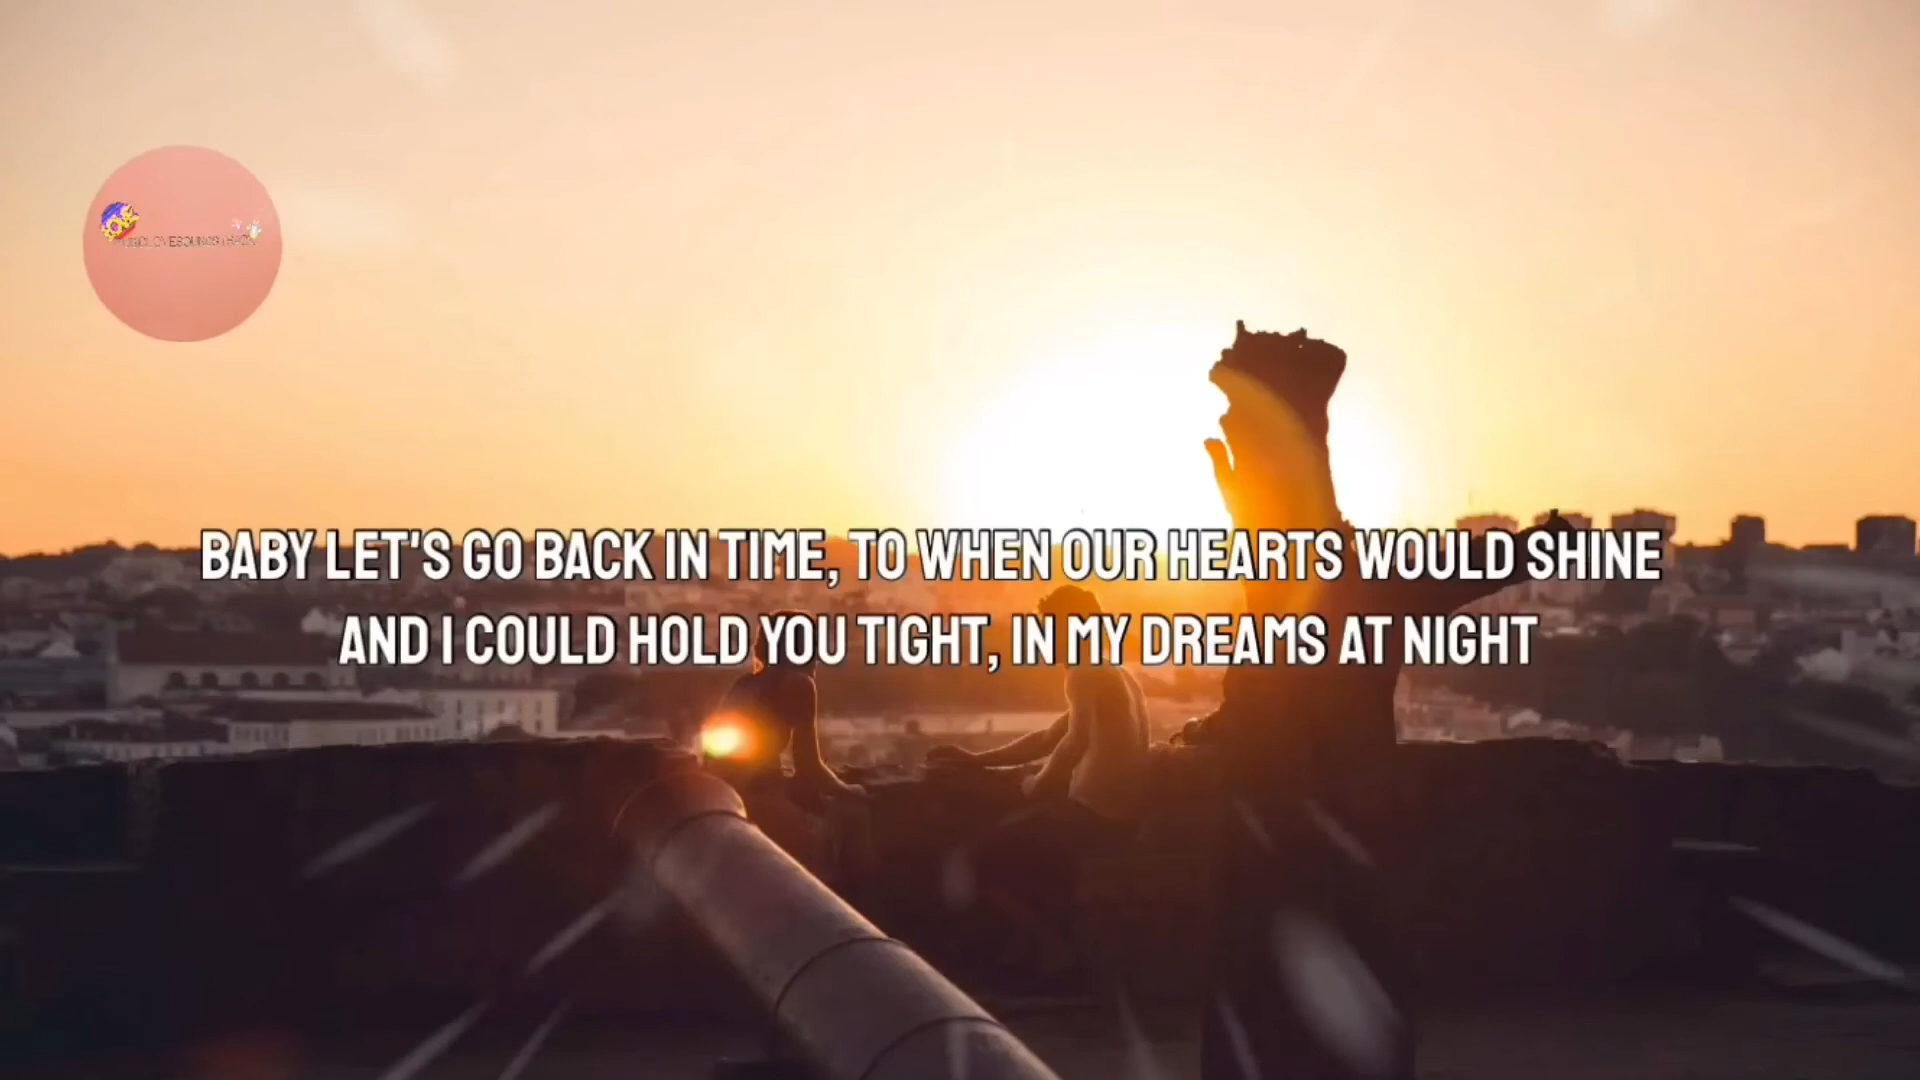 BABY LET'S GO BACK IN TIME, TO WHEN OUR HEARTS WOULD SHINE
AND I COULD HOLD YOU TIGHT, IN MY DREAMS AT NIGHT